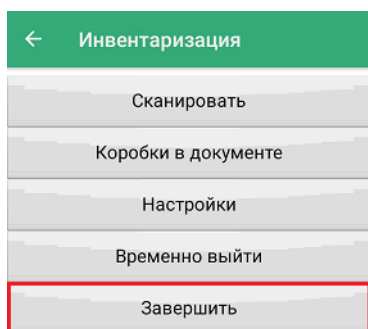 Инвентаризация
Сканировать
Коробки в документе
Настройки
Временно выйти
Завершить